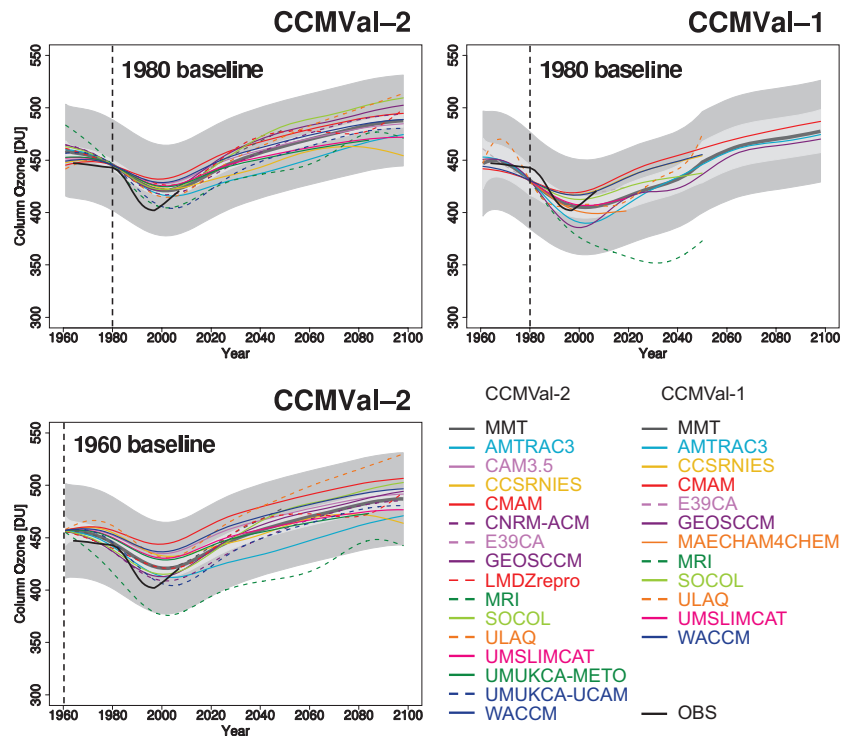 CCMVal–2
CCMVal–1
1980 baseline
1980 baseline
Column Ozone [DU]
550
500
450
400
350
300
1960
1980
2000
2020
2040
2060
2080
2100
Year
Column Ozone [DU]
550
500
450
400
350
300
1960
1980
2000
2020
2040
2060
2080
2100
Year
CCMVal–2
1960 baseline
Column Ozone [DU]
550
500
450
400
350
300
1960
1980
2000
2020
2040
2060
2080
2100
Year
CCMVal-2
MMT
AMTRAC3
CAM3.5
CCSRNIES
CMAM
CNRM-ACM
E39CA
GEOSCCM
LMDZrepro
MRI
SOCOL
ULAQ
UMSLIMCAT
UMUKCA-METO
UMUKCA-UCAM
WACCM
CCMVal-1
MMT
AMTRAC3
CCSRNIES
CMAM
E39CA
GEOSCCM
MAECHAM4CHEM
MRI
SOCOL
ULAQ
UMSLIMCAT
WACCM
OBS